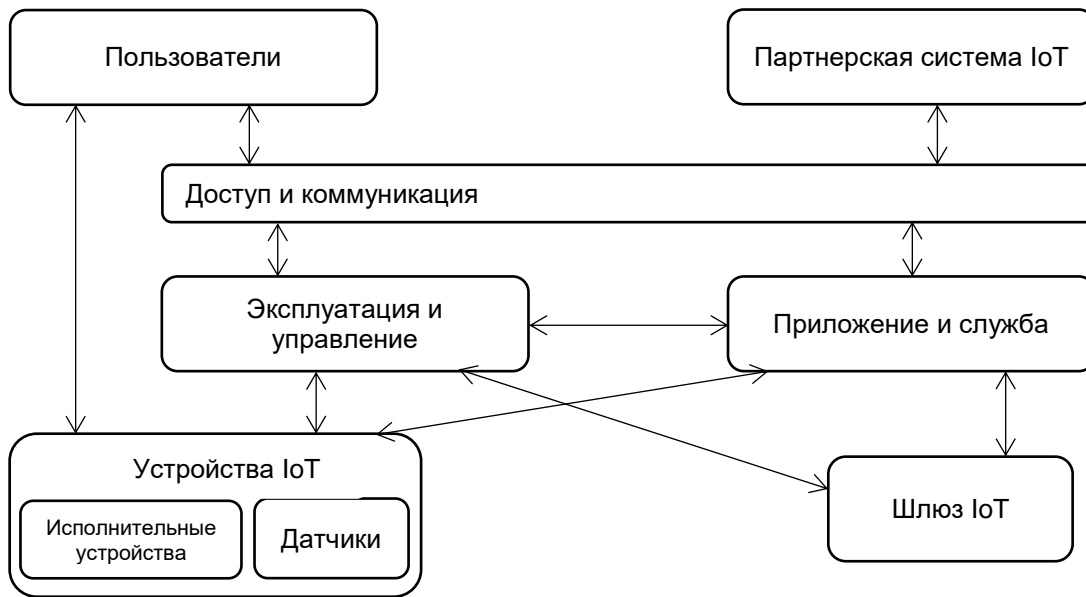 Пользователи
Партнерская система IoT
Доступ и коммуникация
Эксплуатация и
управление
Приложение и служба
Устройства IoT
Исполнительные
устройства
Датчики
Шлюз IoT